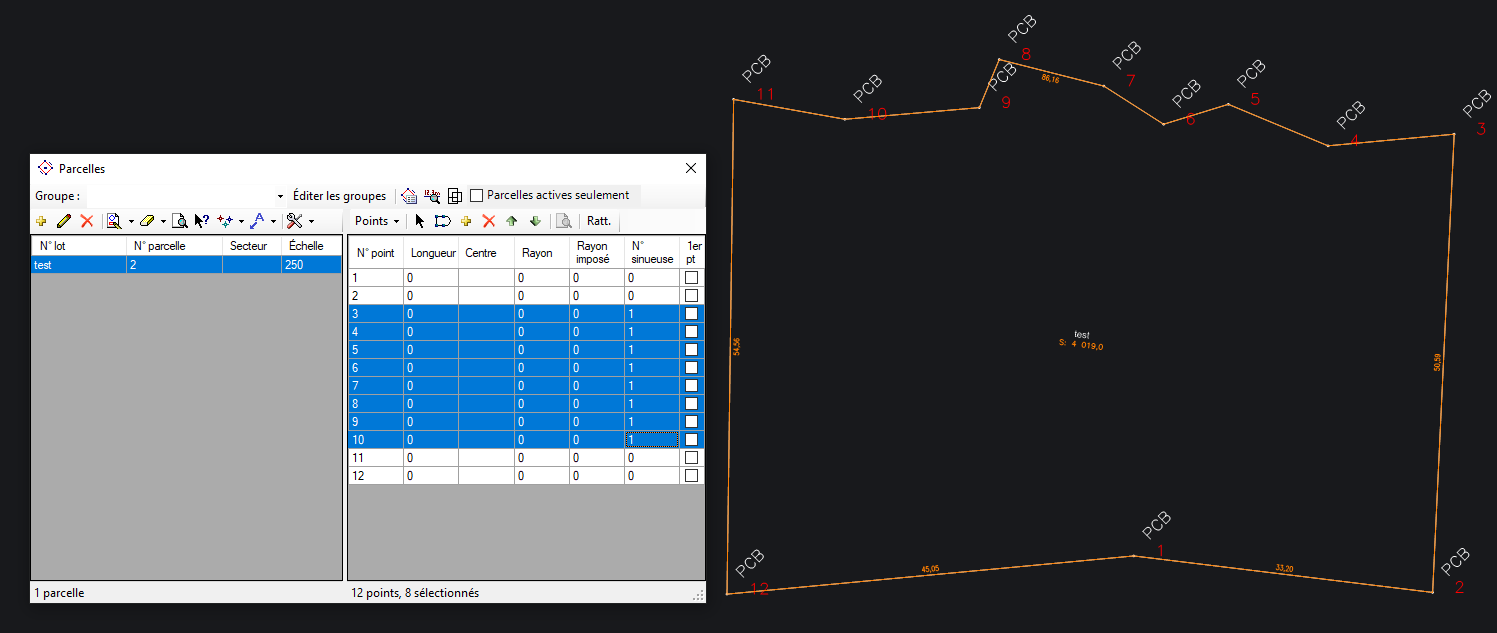 Parcelles
Groupe :
Éditer les groupes
Parcelles actives seulement
Points
Ratt.
N° lot N° parcelle Secteur Échelle
test 2 250
N° point Longueur Centre Rayon Rayon imposé N° sinueuse 1er pt
1 0 0 0 0
2 0 0 0 0
3 0 0 0 1
4 0 0 0 1
5 0 0 0 1
6 0 0 0 1
7 0 0 0 1
8 0 0 0 1
9 0 0 0 1
10 0 0 0 1
11 0 0 0 0
12 0 0 0 0
1 parcelle
12 points, 8 sélectionnés
PCB
8
PCB
7
PCB
11
PCB
10
PCB
9
86,16
PCB
6
PCB
5
PCB
4
PCB
3
54,56
test
S: 4 019,0
50,59
PCB
12
45,05
PCB
1
33,20
PCB
2